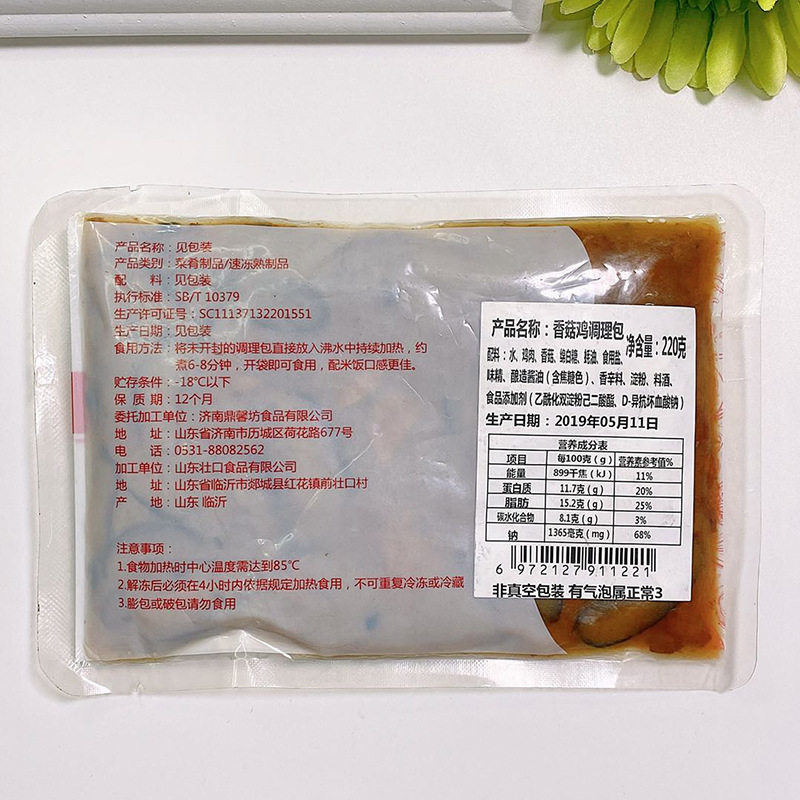 产品名称：见包装
产品类别：菜肴制品/速冻熟制品
配　　料：见包装
执行标准：SB/T 10379
生产许可证号：SC11137132201551
生产日期：见包装
食用方法：将未开封的调理包直接放入沸水中持续加热，约
煮6-8分钟，开袋即可食用，配米饭口感更佳。
贮存条件：-18℃以下
保 质 期：12个月
委托加工单位：济南鼎馨坊食品有限公司
地　　址：山东省济南市历城区荷花路677号
电　　话：0531-88082562
加工单位：山东壮口食品有限公司
地　　址：山东省临沂市郯城县红花镇前壮口村
产　　地：山东 临沂
注意事项：
1.食物加热时中心温度需达到85℃
2.解冻后必须在4小时内依据规定加热食用，不可重复冷冻或冷藏
3.膨包或破包请勿食用
产品名称：香菇鸡调理包
净含量：220克
配料：水、鸡肉、香菇、绵白糖、蚝油、食用盐、
味精、酿造酱油（含焦糖色）、香辛料、淀粉、料酒、
食品添加剂（乙酰化双淀粉己二酸酯、D-异抗坏血酸钠）
生产日期：2019年05月11日
营养成分表
项目 每100克（g） 营养素参考值%
能量 899千焦（kJ） 11%
蛋白质 11.7克（g） 20%
脂肪 15.2克（g） 25%
碳水化合物 8.1克（g） 3%
钠 1365毫克（mg） 68%
6 972127 911221
非真空包装 有气泡属正常3